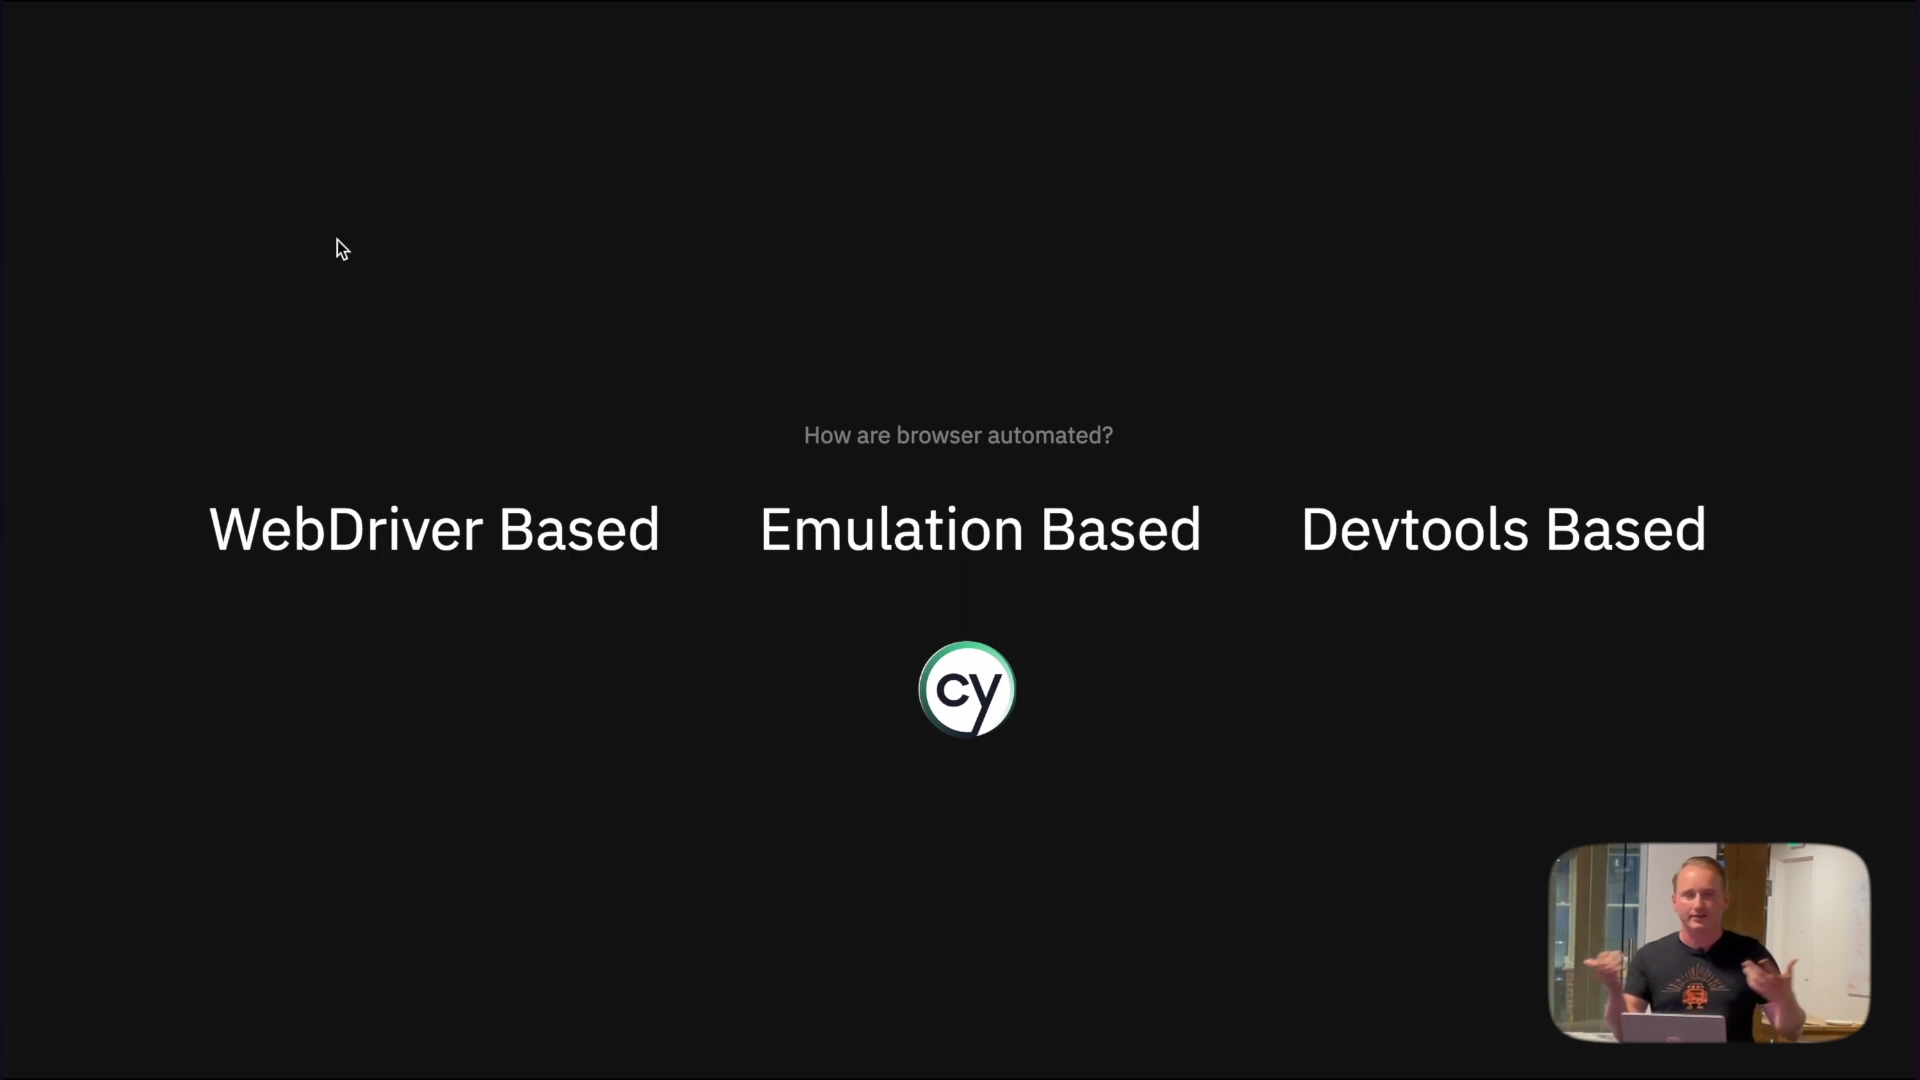 How are browser automated?
WebDriver Based
Emulation Based
Devtools Based
cy